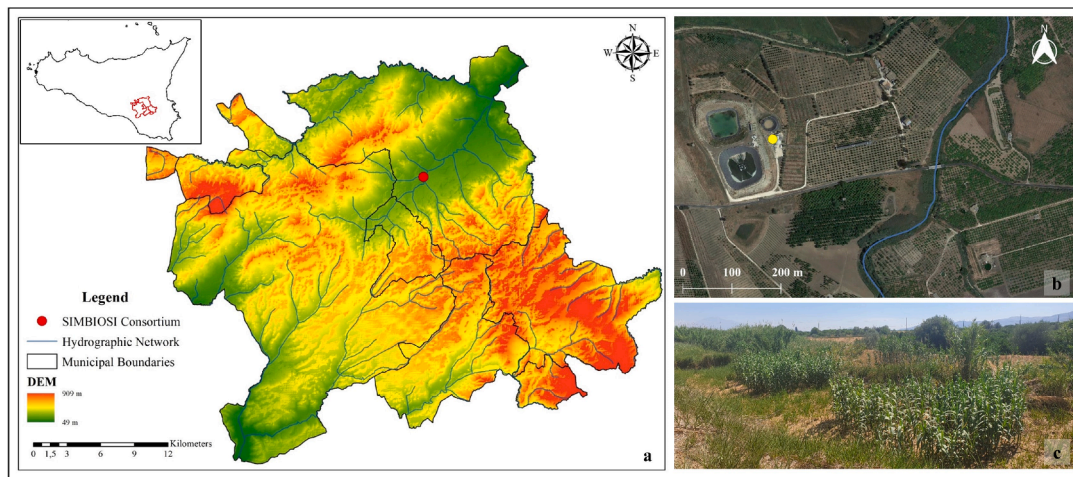 N
W
E
S
Legend
SIMBIOSI Consortium
Hydrographic Network
Municipal Boundaries
DEM
909 m
49 m
Kilometers
0 1,5 3 6 9 12
a
N
0 100 200 m
b
c